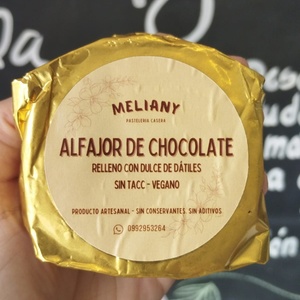 MELIANY
PASTELERÍA CASERA
ALFAJOR DE CHOCOLATE
RELLENO CON DULCE DE DÁTILES
SIN TACC - VEGANO
PRODUCTO ARTESANAL - SIN CONSERVANTES, SIN ADITIVOS
0992953264